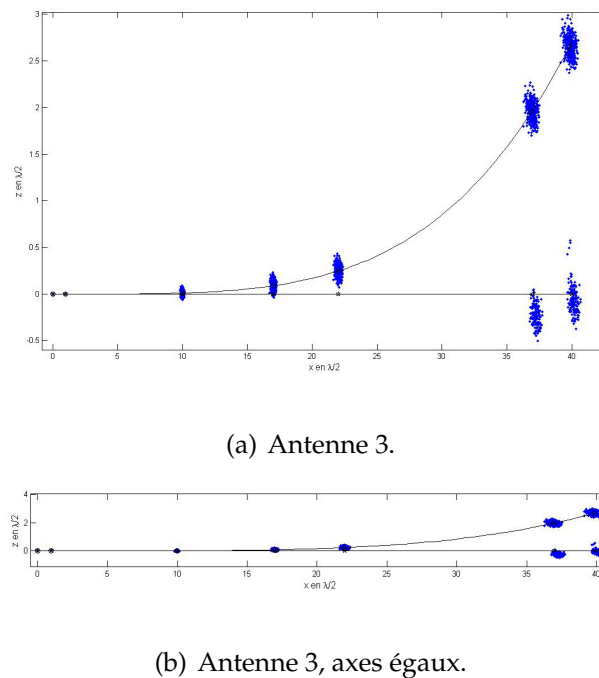 3
2.5
2
1.5
1
0.5
0
-0.5
z en λ/2
0 5 10 15 20 25 30 35 40
x en λ/2
(a) Antenne 3.
4
2
0
z en λ/2
0 5 10 15 20 25 30 35 40
x en λ/2
(b) Antenne 3, axes égaux.